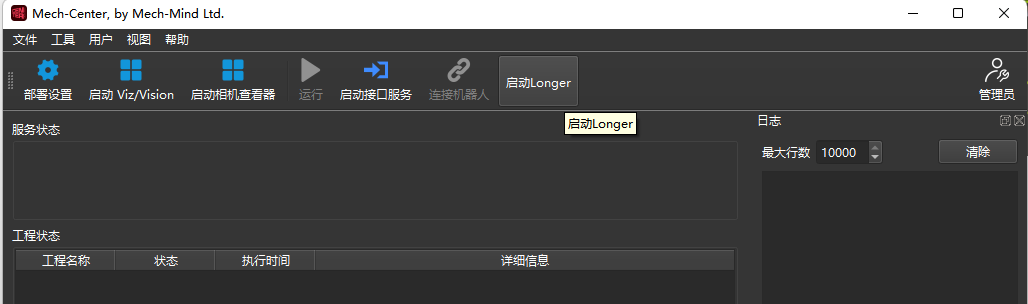 Mech-Center, by Mech-Mind Ltd.
文件 工具 用户 视图 帮助
部署设置 启动 Viz/Vision 启动相机查看器 运行 启动接口服务 连接机器人 启动Longer 管理员
启动Longer
服务状态
日志
最大行数 10000 清除
工程状态
工程名称 状态 执行时间 详细信息